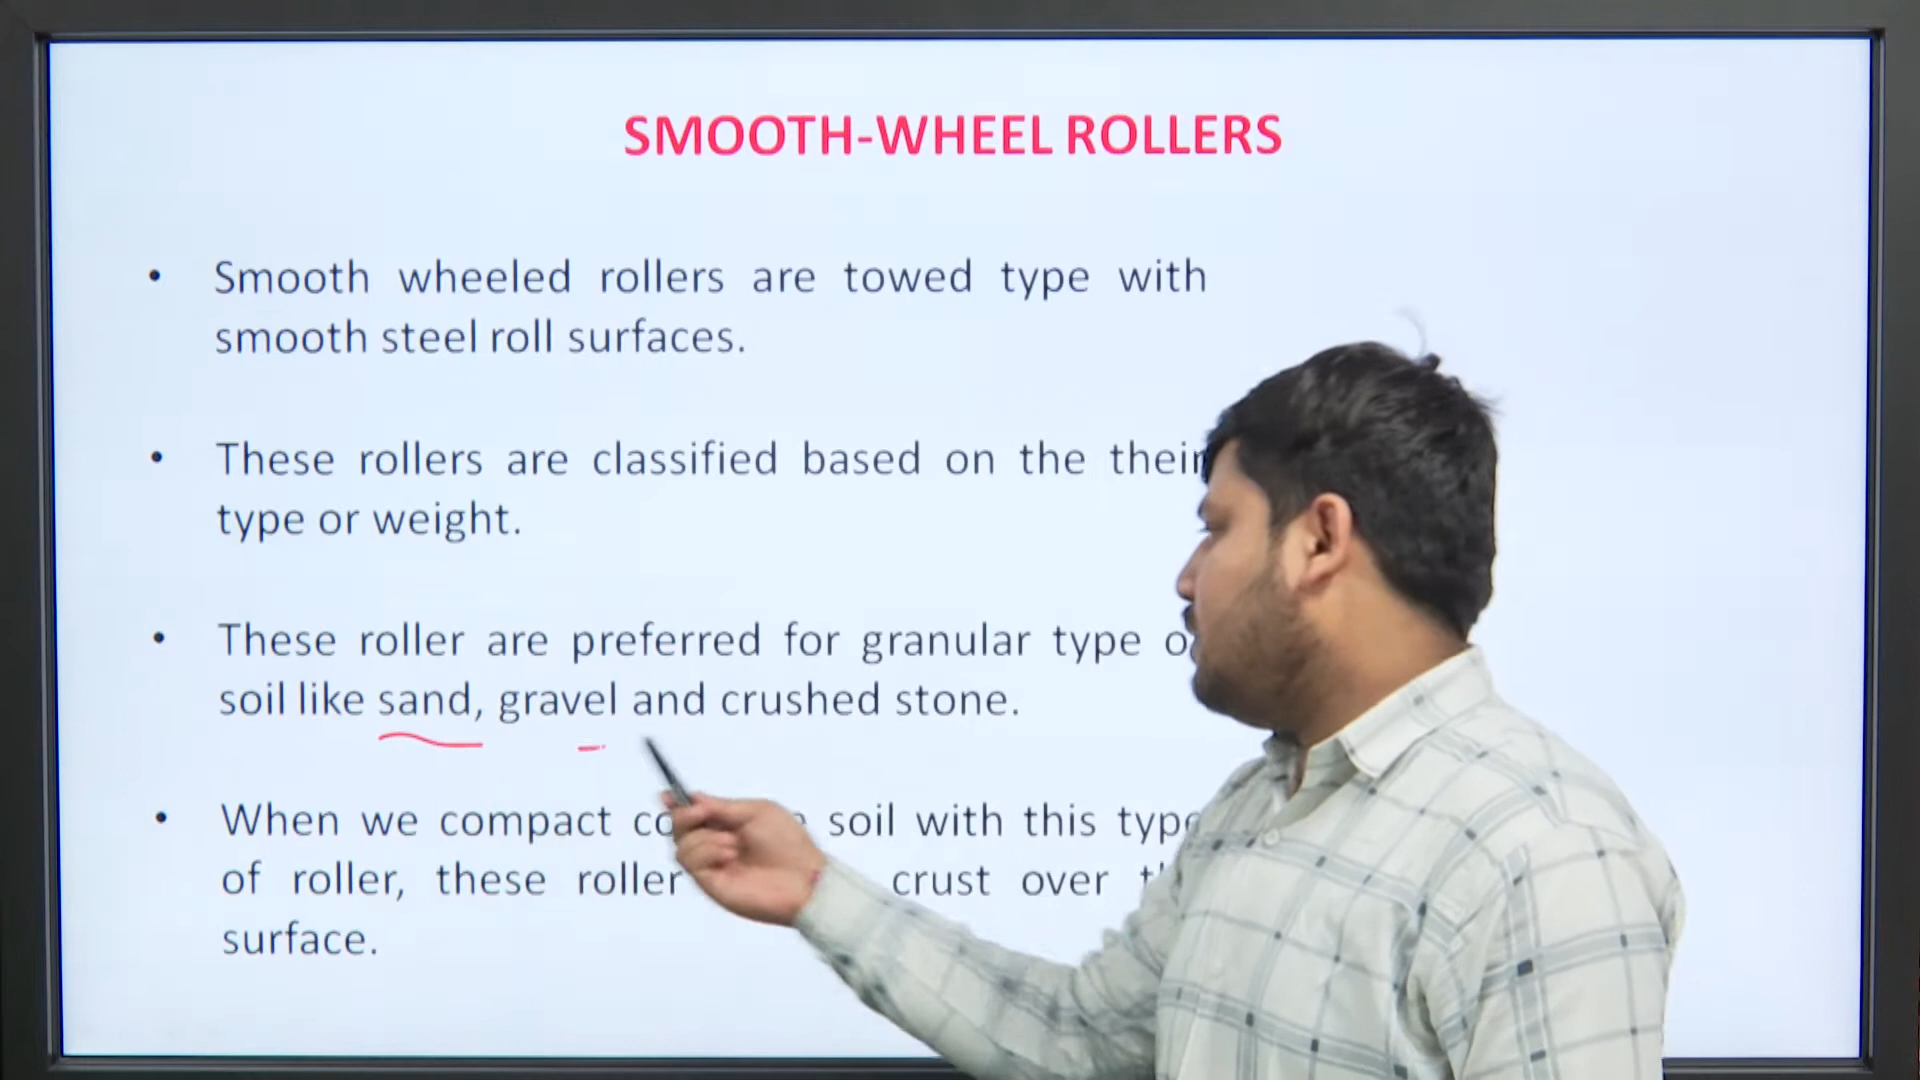 SMOOTH-WHEEL ROLLERS
• Smooth wheeled rollers are towed type with
smooth steel roll surfaces.
• These rollers are classified based on the their
type or weight.
• These roller are preferred for granular type
soil like sand, gravel and crushed stone.
• When we compact soil with this type
of roller, these roller crust over
surface.